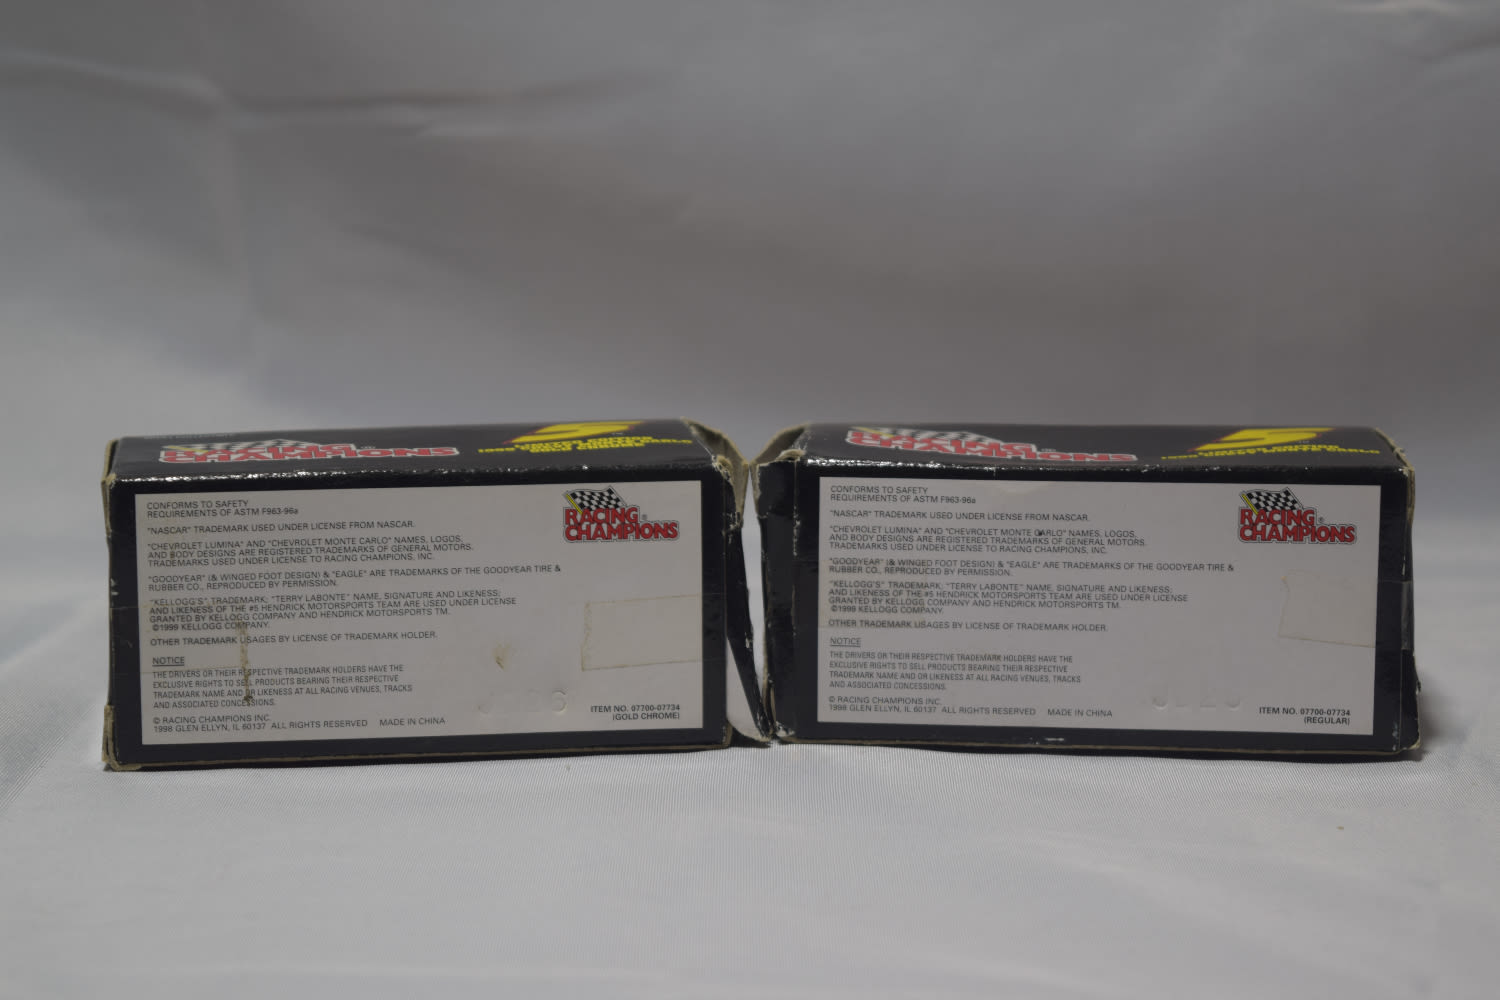 RACING ®
CHAMPIONS
5 TM
LIMITED EDITION
GOLD CHROME
CONFORMS TO SAFETY
REQUIREMENTS OF ASTM F963-96a
"NASCAR" TRADEMARK USED UNDER LICENSE FROM NASCAR.
"CHEVROLET LUMINA" AND "CHEVROLET MONTE CARLO" NAMES, LOGOS,
AND BODY DESIGNS ARE REGISTERED TRADEMARKS OF GENERAL MOTORS.
TRADEMARKS USED UNDER LICENSE TO RACING CHAMPIONS, INC.
"GOODYEAR" (& WINGED FOOT DESIGN) & "EAGLE" ARE TRADEMARKS OF THE GOODYEAR TIRE &
RUBBER CO., REPRODUCED BY PERMISSION.
"KELLOGG'S" TRADEMARK; "TERRY LABONTE" NAME, SIGNATURE AND LIKENESS;
AND LIKENESS OF THE #5 HENDRICK MOTORSPORTS TEAM ARE USED UNDER LICENSE
GRANTED BY KELLOGG COMPANY AND HENDRICK MOTORSPORTS TM.
©1999 KELLOGG COMPANY.
OTHER TRADEMARK USAGES BY LICENSE OF TRADEMARK HOLDER.
NOTICE
THE DRIVERS OR THEIR RESPECTIVE TRADEMARK HOLDERS HAVE THE
EXCLUSIVE RIGHTS TO SELL PRODUCTS BEARING THEIR RESPECTIVE
TRADEMARK NAME AND OR LIKENESS AT ALL RACING VENUES, TRACKS
AND ASSOCIATED CONCESSIONS.
© RACING CHAMPIONS INC.
1998 GLEN ELLYN, IL 60137 ALL RIGHTS RESERVED MADE IN CHINA
RACING ®
CHAMPIONS
ITEM NO. 07700-07734
(GOLD CHROME)
RACING ®
CHAMPIONS
5 TM
LIMITED EDITION
CONFORMS TO SAFETY
REQUIREMENTS OF ASTM F963-96a
"NASCAR" TRADEMARK USED UNDER LICENSE FROM NASCAR.
"CHEVROLET LUMINA" AND "CHEVROLET MONTE CARLO" NAMES, LOGOS,
AND BODY DESIGNS ARE REGISTERED TRADEMARKS OF GENERAL MOTORS.
TRADEMARKS USED UNDER LICENSE TO RACING CHAMPIONS, INC.
"GOODYEAR" (& WINGED FOOT DESIGN) & "EAGLE" ARE TRADEMARKS OF THE GOODYEAR TIRE &
RUBBER CO., REPRODUCED BY PERMISSION.
"KELLOGG'S" TRADEMARK; "TERRY LABONTE" NAME, SIGNATURE AND LIKENESS;
AND LIKENESS OF THE #5 HENDRICK MOTORSPORTS TEAM ARE USED UNDER LICENSE
GRANTED BY KELLOGG COMPANY AND HENDRICK MOTORSPORTS TM.
©1998 KELLOGG COMPANY.
OTHER TRADEMARK USAGES BY LICENSE OF TRADEMARK HOLDER.
NOTICE
THE DRIVERS OR THEIR RESPECTIVE TRADEMARK HOLDERS HAVE THE
EXCLUSIVE RIGHTS TO SELL PRODUCTS BEARING THEIR RESPECTIVE
TRADEMARK NAME AND OR LIKENESS AT ALL RACING VENUES, TRACKS
AND ASSOCIATED CONCESSIONS.
© RACING CHAMPIONS INC.
1998 GLEN ELLYN, IL 60137 ALL RIGHTS RESERVED MADE IN CHINA
RACING ®
CHAMPIONS
ITEM NO. 07700-07734
(REGULAR)